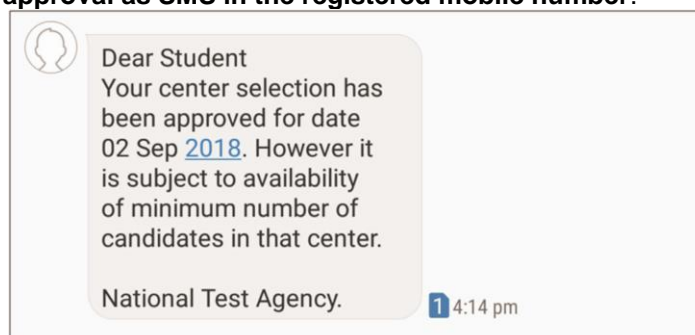 approval as SMS in the registered mobile number.
Dear Student
Your center selection has
been approved for date
02 Sep 2018. However it
is subject to availability
of minimum number of
candidates in that center.
National Test Agency.
1 4:14 pm